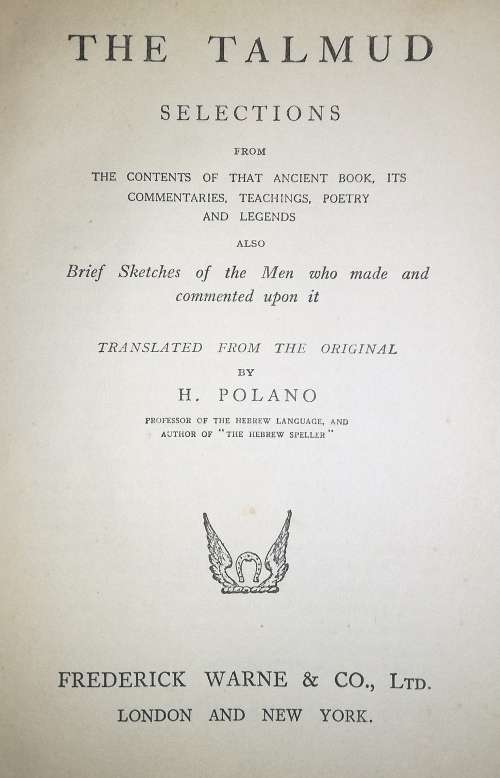 THE TALMUD
SELECTIONS
FROM
THE CONTENTS OF THAT ANCIENT BOOK, ITS
COMMENTARIES, TEACHINGS, POETRY
AND LEGENDS
ALSO
Brief Sketches of the Men who made and
commented upon it
TRANSLATED FROM THE ORIGINAL
BY
H. POLANO
PROFESSOR OF THE HEBREW LANGUAGE, AND
AUTHOR OF "THE HEBREW SPELLER"
FREDERICK WARNE & CO., LTD.
LONDON AND NEW YORK.